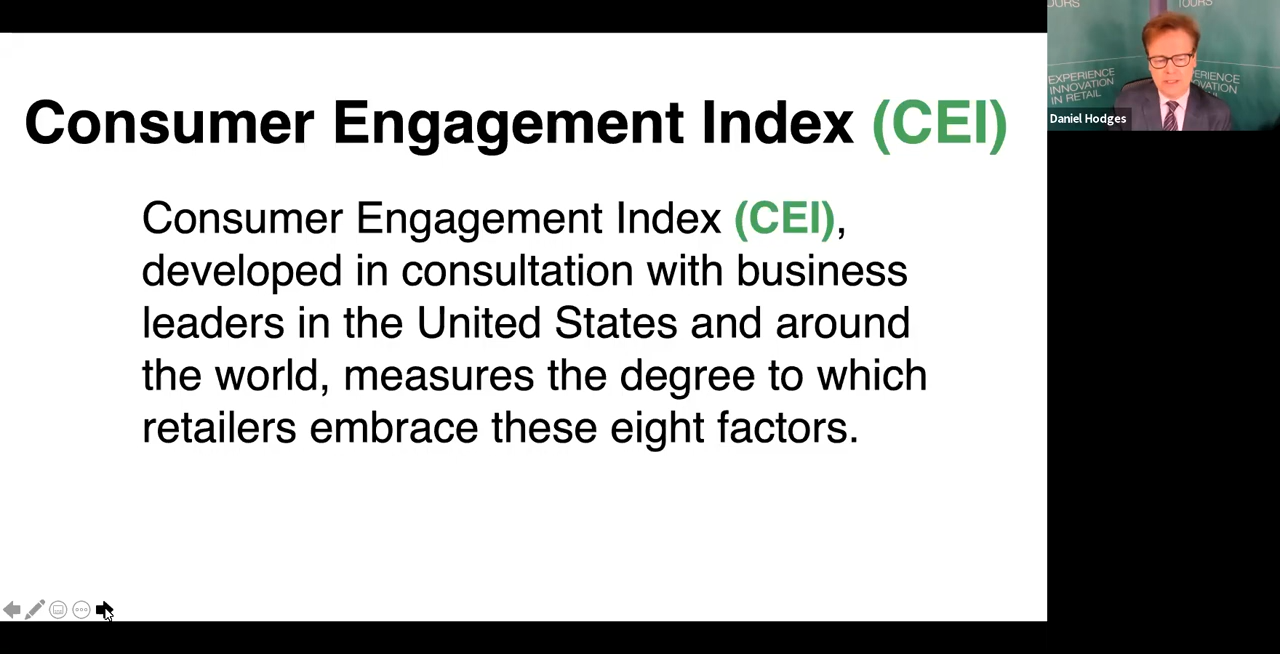 Consumer Engagement Index (CEI)
Consumer Engagement Index (CEI),
developed in consultation with business
leaders in the United States and around
the world, measures the degree to which
retailers embrace these eight factors.
TOURS
EXPERIENCE
INNOVATION
IN RETAIL
Daniel Hodges